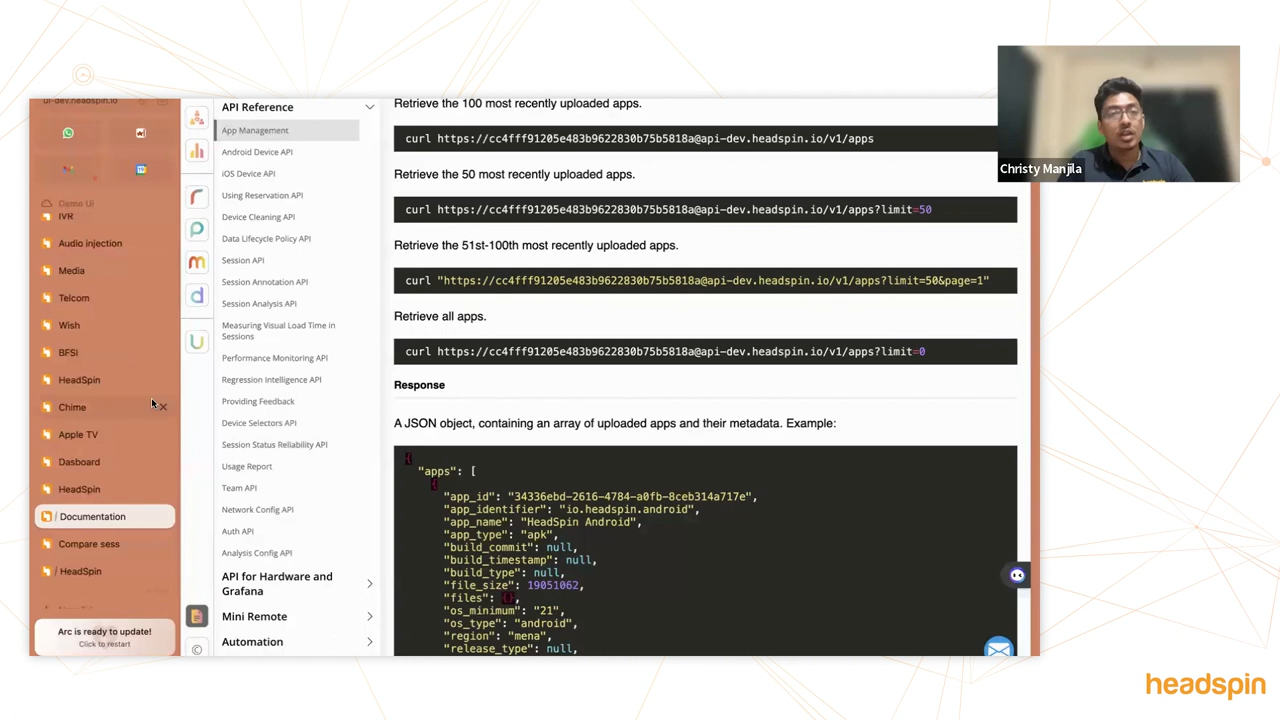 ui-dev.headspin.io
Demo UI
IVR
Audio injection
Media
Telcom
Wish
BFSI
HeadSpin
Chime
Apple TV
Dasboard
HeadSpin
/ Documentation
Compare sess
/ HeadSpin
Arc is ready to update!
Click to restart
API Reference
App Management
Android Device API
iOS Device API
Using Reservation API
Device Cleaning API
Data Lifecycle Policy API
Session API
Session Annotation API
Session Analysis API
Measuring Visual Load Time in
Sessions
Performance Monitoring API
Regression Intelligence API
Providing Feedback
Device Selectors API
Session Status Reliability API
Usage Report
Team API
Network Config API
Auth API
Analysis Config API
API for Hardware and
Grafana
Mini Remote
Automation
Retrieve the 100 most recently uploaded apps.
curl https://cc4fff91205e483b9622830b75b5818a@api-dev.headspin.io/v1/apps
Retrieve the 50 most recently uploaded apps.
curl https://cc4fff91205e483b9622830b75b5818a@api-dev.headspin.io/v1/apps?limit=50
Retrieve the 51st-100th most recently uploaded apps.
curl "https://cc4fff91205e483b9622830b75b5818a@api-dev.headspin.io/v1/apps?limit=50&page=1"
Retrieve all apps.
curl https://cc4fff91205e483b9622830b75b5818a@api-dev.headspin.io/v1/apps?limit=0
Response
A JSON object, containing an array of uploaded apps and their metadata. Example:
{
"apps": [
{
"app_id": "34336ebd-2616-4784-a0fb-8ceb314a717e",
"app_identifier": "io.headspin.android",
"app_name": "HeadSpin Android",
"app_type": "apk",
"build_commit": null,
"build_timestamp": null,
"build_type": null,
"file_size": 19051062,
"files": {},
"os_minimum": "21",
"os_type": "android",
"region": "mena",
"release_type": null,
Christy Manjila
headspin